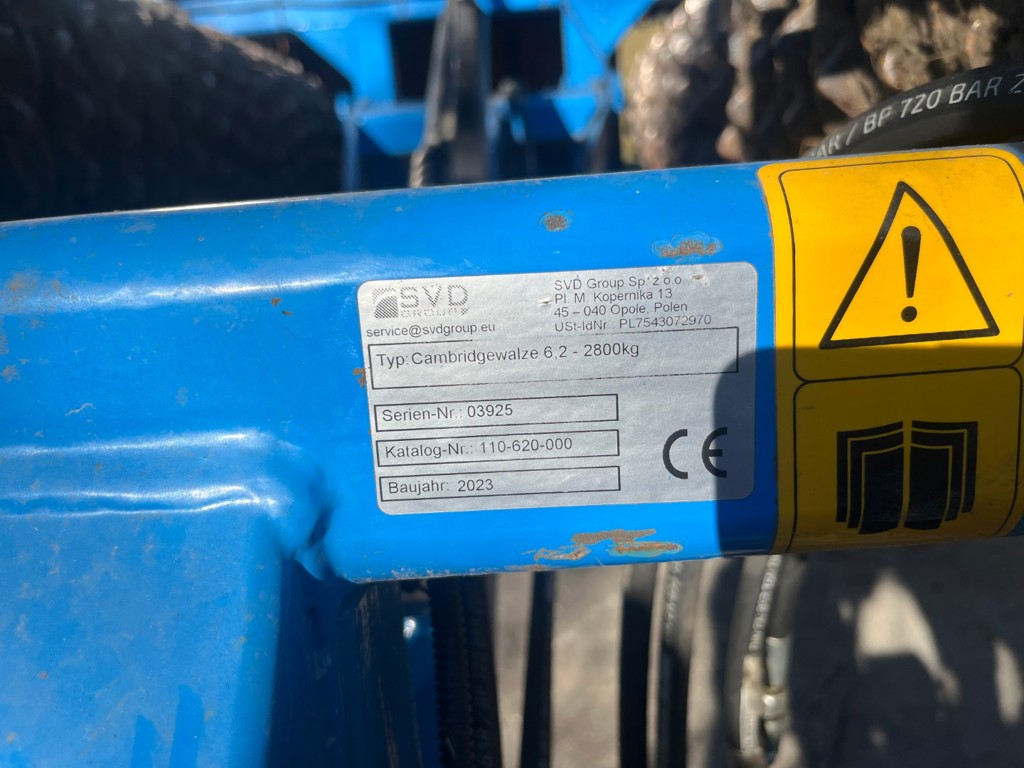 AR / BP 720 BAR
SVD
GROUP
service@svdgroup.eu
SVD Group Sp. z o o
Pl. M. Kopernika 13
45 – 040 Opole, Polen
USt-IdNr.: PL7543072970
Typ: Cambridgewalze 6,2 - 2800kg
Serien-Nr.: 03925
Katalog-Nr.: 110-620-000
Baujahr: 2023
CE